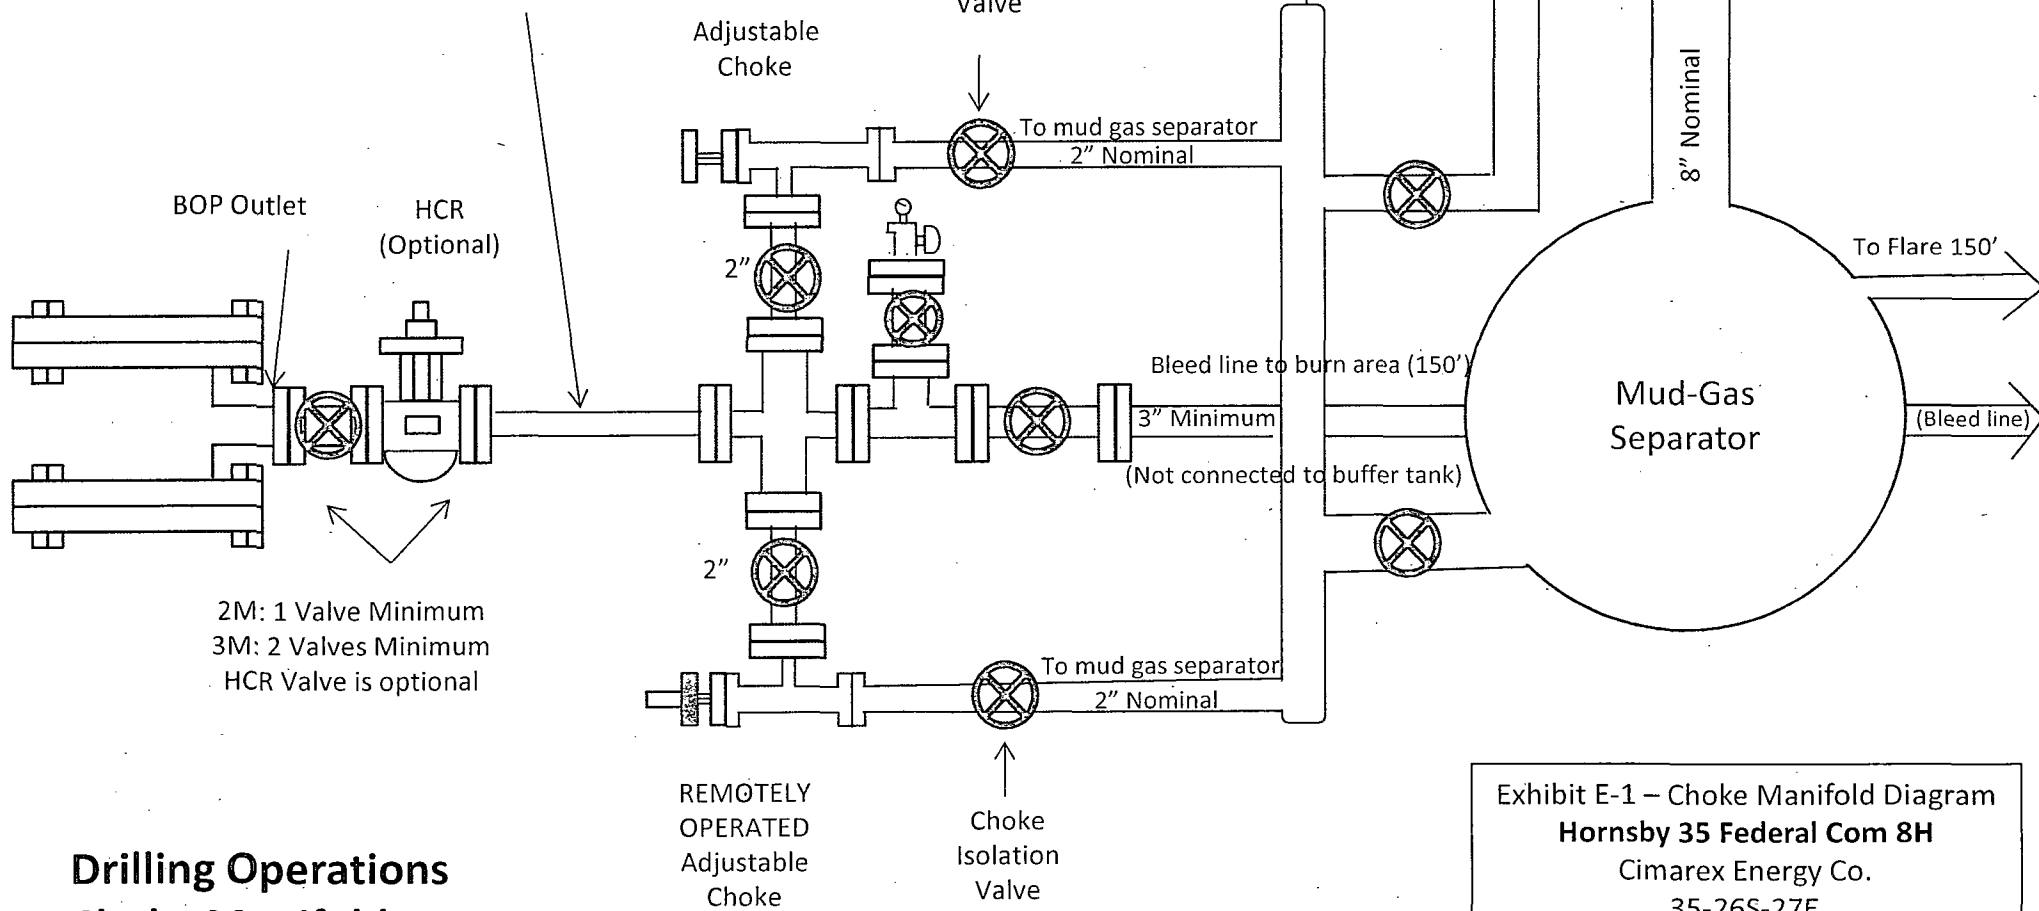 Valve
Adjustable
Choke
8” Nominal
To mud gas separator
2” Nominal
BOP Outlet
HCR
(Optional)
To Flare 150’
2”
Bleed line to burn area (150’)
3” Minimum
(Not connected to buffer tank)
Mud-Gas
Separator
(Bleed line)
2”
2M: 1 Valve Minimum
3M: 2 Valves Minimum
HCR Valve is optional
To mud gas separator
2” Nominal
REMOTELY
OPERATED
Adjustable
Choke
Choke
Isolation
Valve
Drilling Operations
Exhibit E-1 – Choke Manifold Diagram
Hornsby 35 Federal Com 8H
Cimarex Energy Co.
35-26S-27E